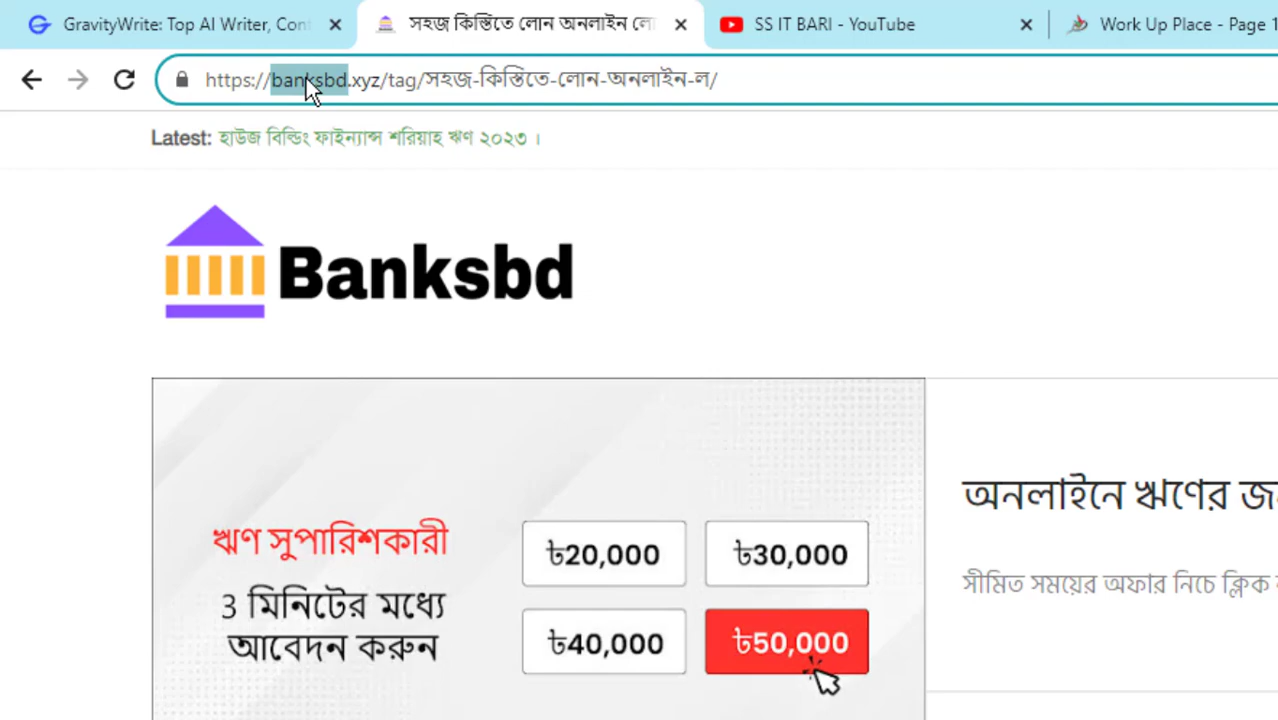 GravityWrite: Top AI Writer, Cont
সহজ কিস্তিতে লোন অনলাইন লো
SS IT BARI - YouTube
Work Up Place - Page 1
https://banksbd.xyz/tag/সহজ-কিস্তিতে-লোন-অনলাইন-ল/
Latest: হাউজ বিল্ডিং ফাইন্যান্স শরিয়াহ ঋণ ২০২৩ ।
Banksbd
ঋণ সুপারিশকারী
3 মিনিটের মধ্যে
আবেদন করুন
৳20,000
৳30,000
৳40,000
৳50,000
অনলাইনে ঋণের জন
সীমিত সময়ের অফার নিচে ক্লিক